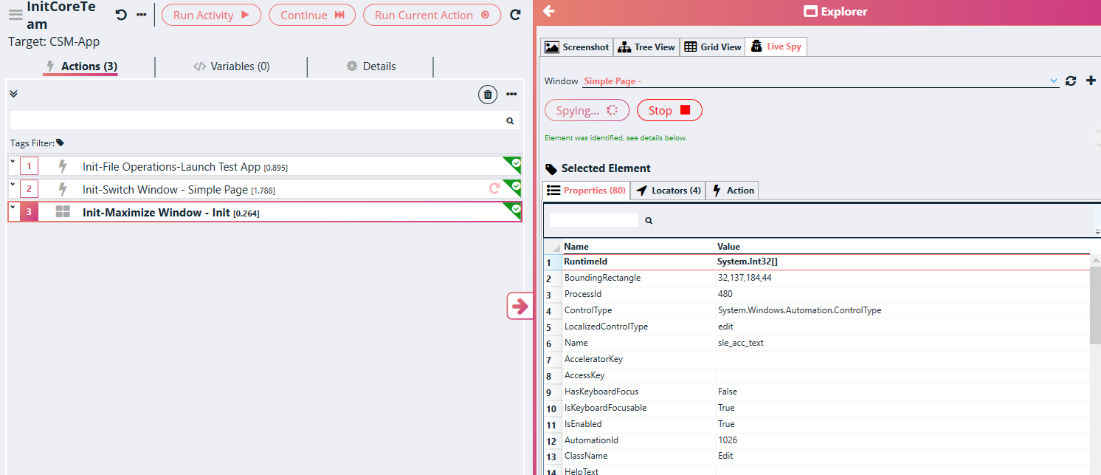 InitCoreTeam
Run Activity
Continue
Run Current Action
Target: CSM-App
Actions (3)
Variables (0)
Details
Tags Filter:
1 Init-File Operations-Launch Test App [0.895]
2 Init-Switch Window - Simple Page [1.788]
3 Init-Maximize Window - Init [0.264]
Explorer
Screenshot
Tree View
Grid View
Live Spy
Window Simple Page -
Spying...
Stop
Element was identified, see details below.
Selected Element
Properties (80)
Locators (4)
Action
Name Value
1 RuntimeId System.Int32[]
2 BoundingRectangle 32,137,184,44
3 ProcessId 480
4 ControlType System.Windows.Automation.ControlType
5 LocalizedControlType edit
6 Name sle_acc_text
7 AcceleratorKey
8 AccessKey
9 HasKeyboardFocus False
10 IsKeyboardFocusable True
11 IsEnabled True
12 AutomationId 1026
13 ClassName Edit
14 HelpText